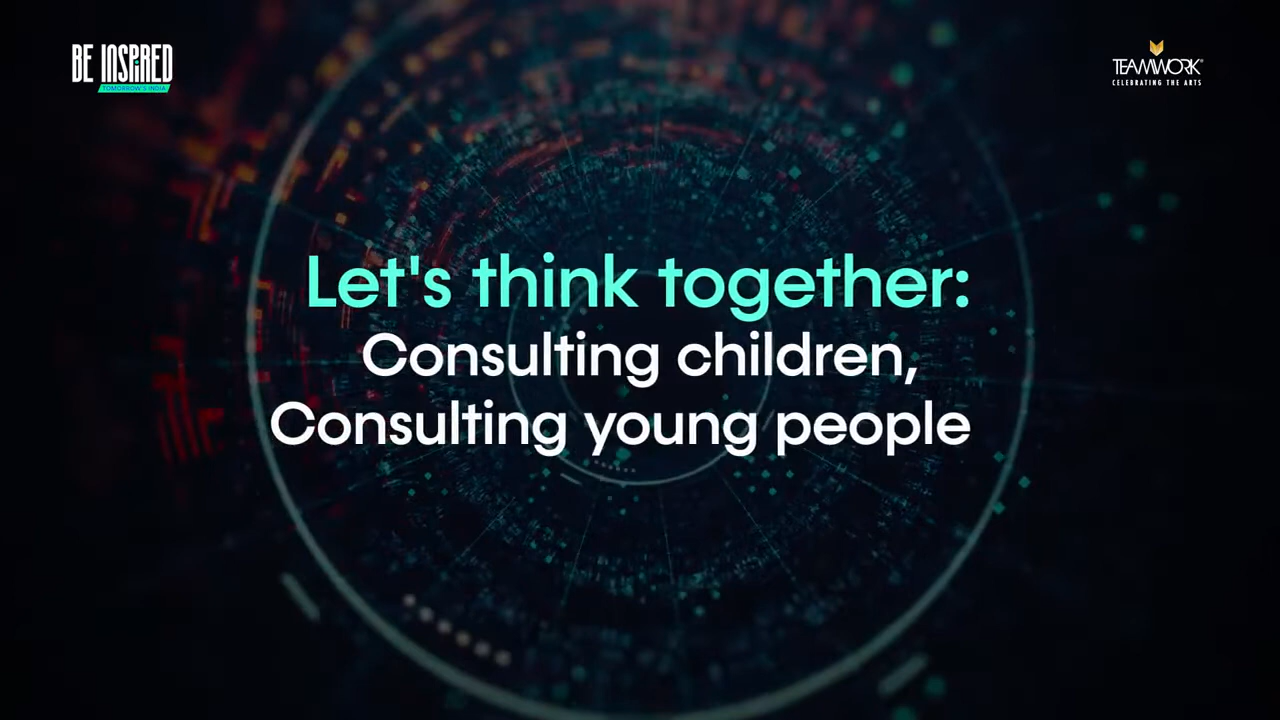 BE INSPIRED
TOMORROW'S INDIA
TEAMWORK®
CELEBRATING THE ARTS
Let's think together:
Consulting children,
Consulting young people